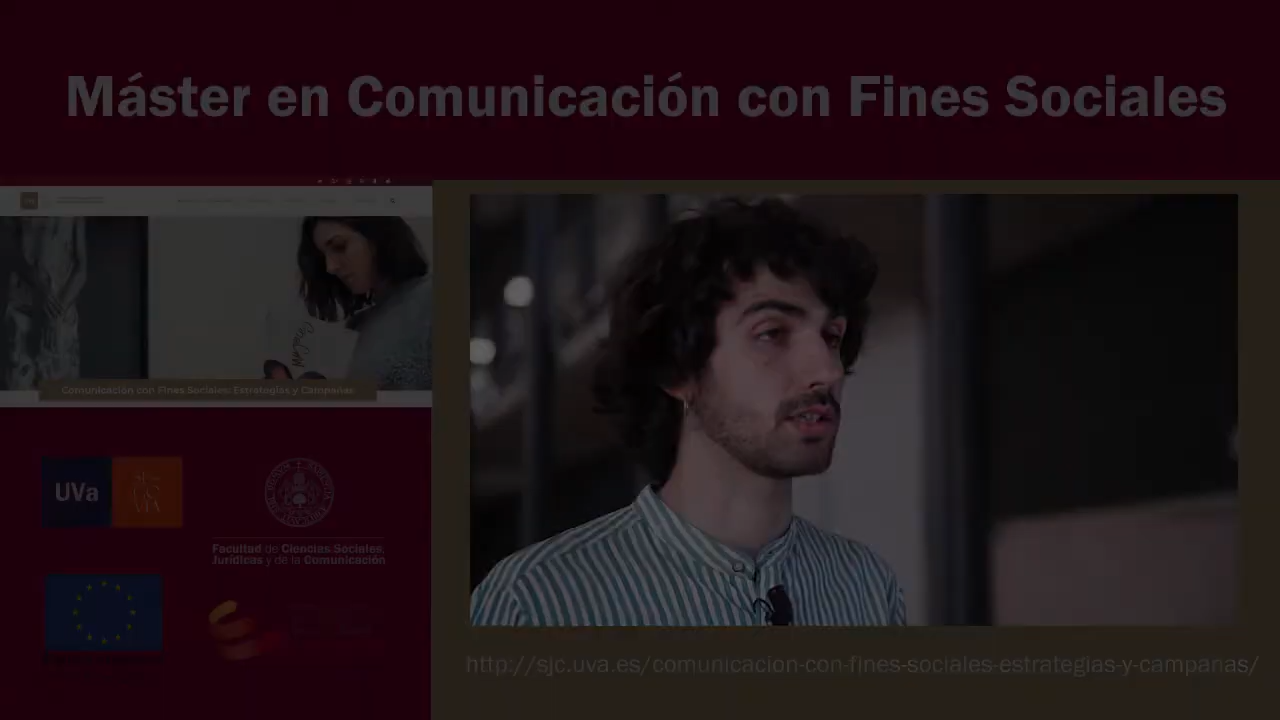 Máster en Comunicación con Fines Sociales
Comunicación con Fines Sociales: Estrategias y Campañas
UVa
Facultad de Ciencias Sociales,
Jurídicas y de la Comunicación
http://sjc.uva.es/comunicacion-con-fines-sociales-estrategias-y-campanas/